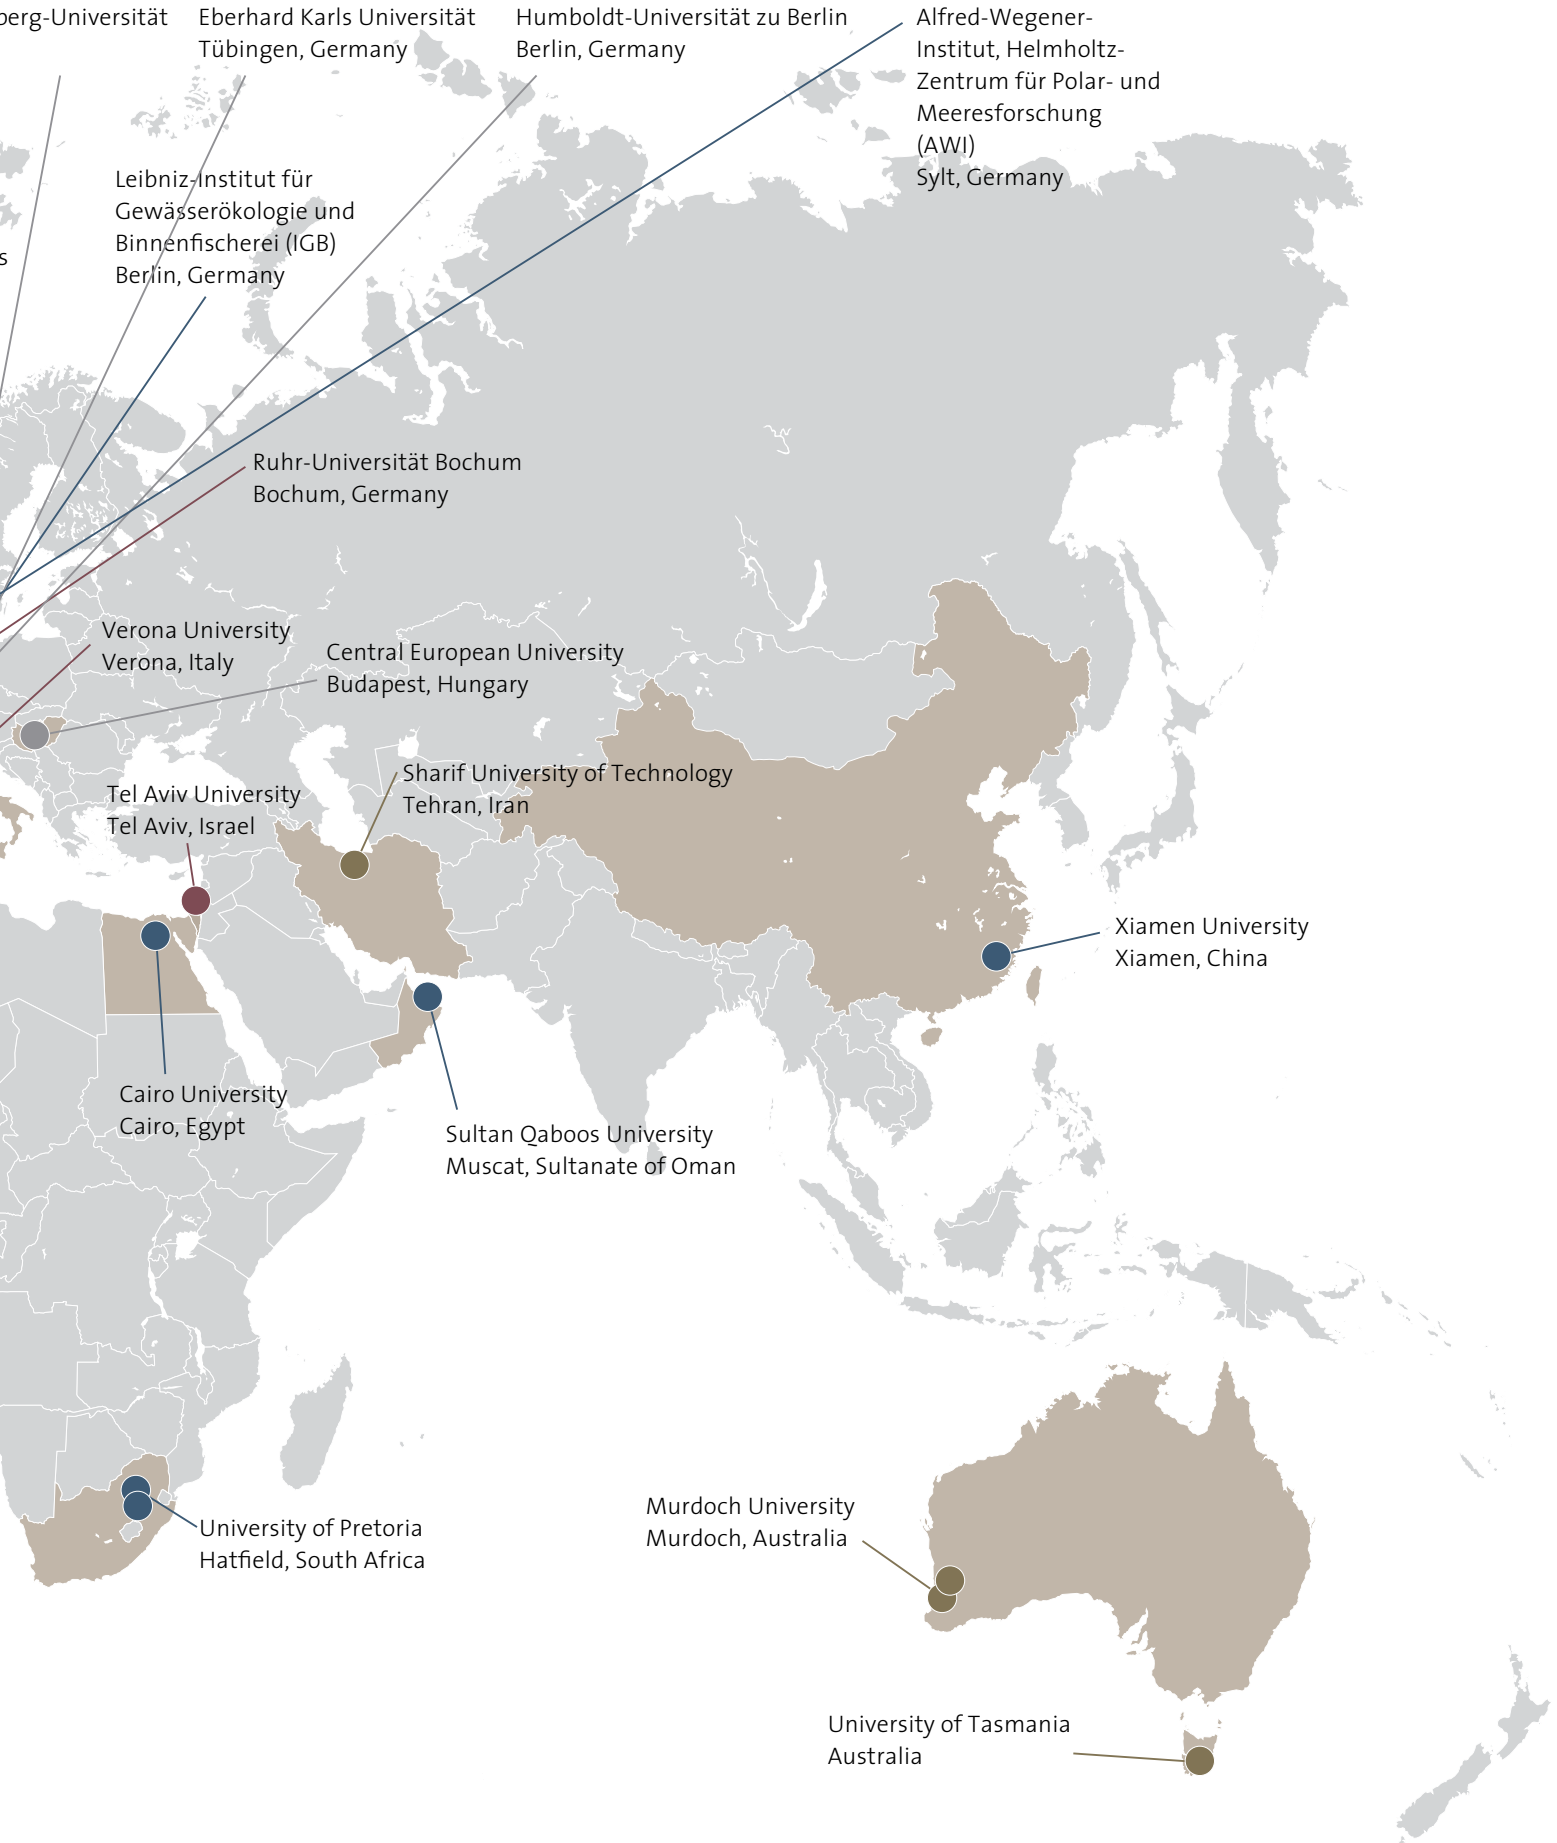 berg-Universität
Eberhard Karls Universität
Tübingen, Germany
Humboldt-Universität zu Berlin
Berlin, Germany
Alfred-Wegener-
Institut, Helmholtz-
Zentrum für Polar- und
Meeresforschung
(AWI)
Sylt, Germany
Leibniz-Institut für
Gewässerökologie und
Binnenfischerei (IGB)
Berlin, Germany
s
Ruhr-Universität Bochum
Bochum, Germany
Verona University
Verona, Italy
Central European University
Budapest, Hungary
Sharif University of Technology
Tehran, Iran
Tel Aviv University
Tel Aviv, Israel
Xiamen University
Xiamen, China
Cairo University
Cairo, Egypt
Sultan Qaboos University
Muscat, Sultanate of Oman
Murdoch University
Murdoch, Australia
University of Pretoria
Hatfield, South Africa
University of Tasmania
Australia